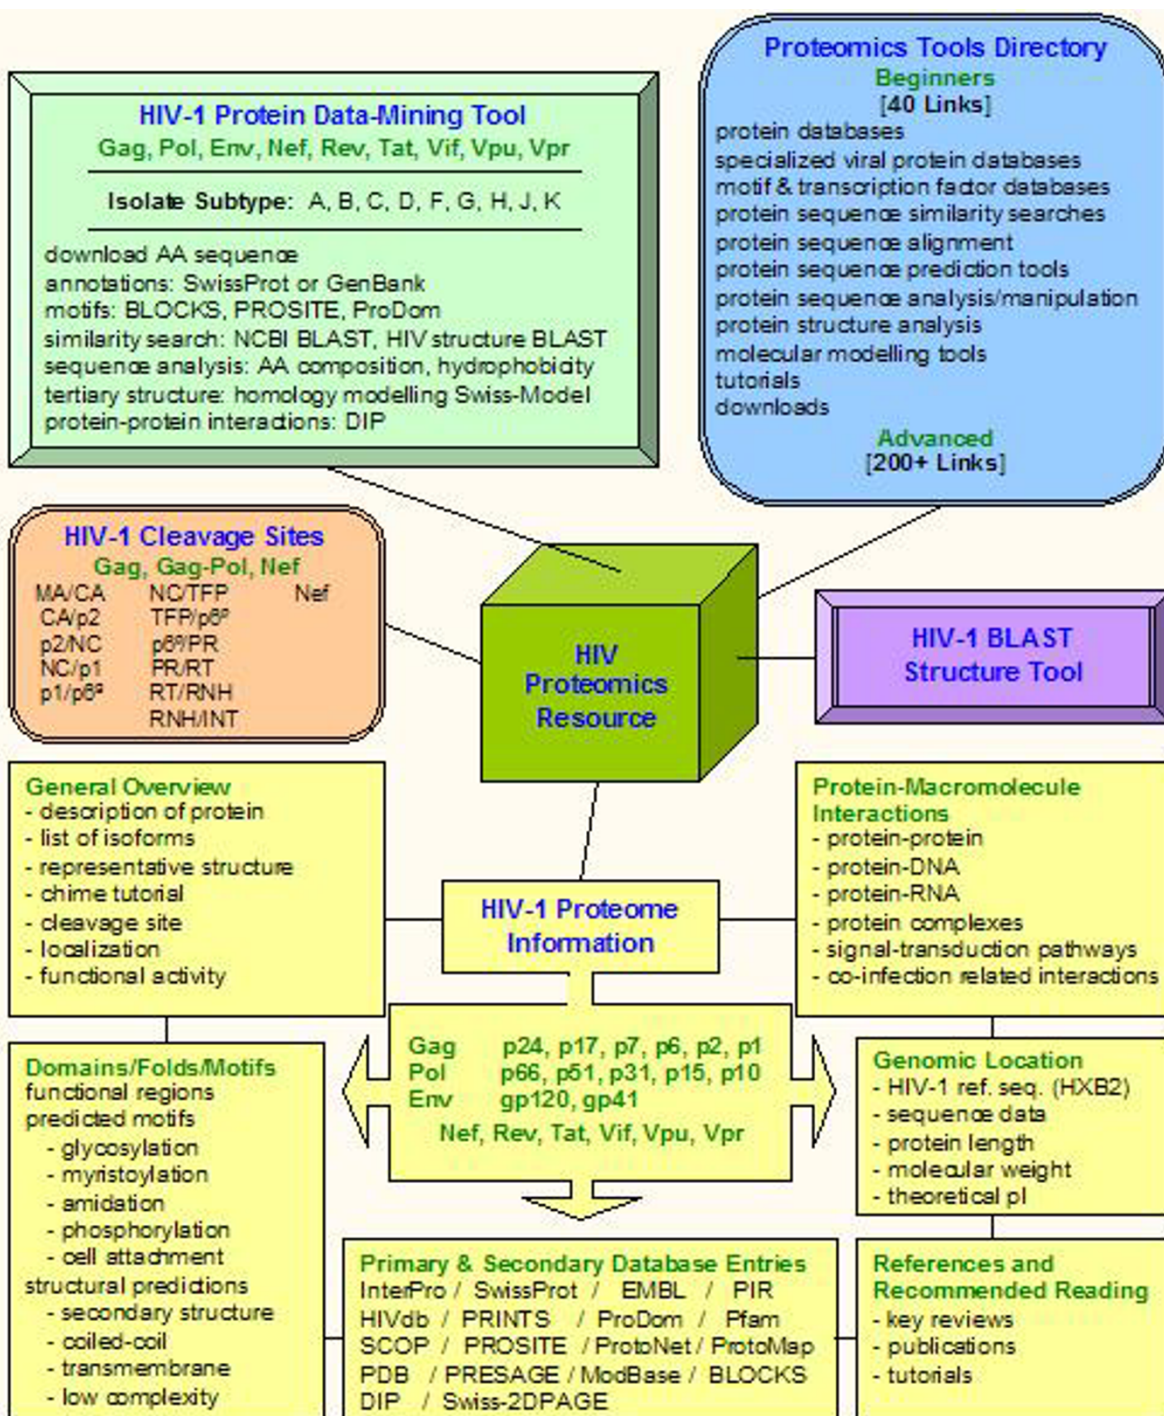 HIV-1 Protein Data-Mining Tool
Gag, Pol, Env, Nef, Rev, Tat, Vif, Vpu, Vpr
Isolate Subtype: A, B, C, D, F, G, H, J, K
download AA sequence
annotations: SwissProt or GenBank
motifs: BLOCKS, PROSITE, ProDom
similarity search: NCBI BLAST, HIV structure BLAST
sequence analysis: AA composition, hydrophobicity
tertiary structure: homology modelling Swiss-Model
protein-protein interactions: DIP
Proteomics Tools Directory
Beginners
[40 Links]
protein databases
specialized viral protein databases
motif & transcription factor databases
protein sequence similarity searches
protein sequence alignment
protein sequence prediction tools
protein sequence analysis/manipulation
protein structure analysis
molecular modelling tools
tutorials
downloads
Advanced
[200+ Links]
HIV-1 Cleavage Sites
Gag, Gag-Pol, Nef
MA/CA NC/TFP Nef
CA/p2 TFP/p6ᵖ
p2/NC p6ᵖ/PR
NC/p1 PR/RT
p1/p6ᵍ RT/RNH
RNH/INT
HIV
Proteomics
Resource
HIV-1 BLAST
Structure Tool
General Overview
- description of protein
- list of isoforms
- representative structure
- chime tutorial
- cleavage site
- localization
- functional activity
HIV-1 Proteome
Information
Protein-Macromolecule
Interactions
- protein-protein
- protein-DNA
- protein-RNA
- protein complexes
- signal-transduction pathways
- co-infection related interactions
Gag p24, p17, p7, p6, p2, p1
Pol p66, p51, p31, p15, p10
Env gp120, gp41
Nef, Rev, Tat, Vif, Vpu, Vpr
Domains/Folds/Motifs
functional regions
predicted motifs
- glycosylation
- myristoylation
- amidation
- phosphorylation
- cell attachment
structural predictions
- secondary structure
- coiled-coil
- transmembrane
- low complexity
Genomic Location
- HIV-1 ref. seq. (HXB2)
- sequence data
- protein length
- molecular weight
- theoretical pI
Primary & Secondary Database Entries
InterPro / SwissProt / EMBL / PIR
HIVdb / PRINTS / ProDom / Pfam
SCOP / PROSITE / ProtoNet / ProtoMap
PDB / PRESAGE / ModBase / BLOCKS
DIP / Swiss-2DPAGE
References and
Recommended Reading
- key reviews
- publications
- tutorials